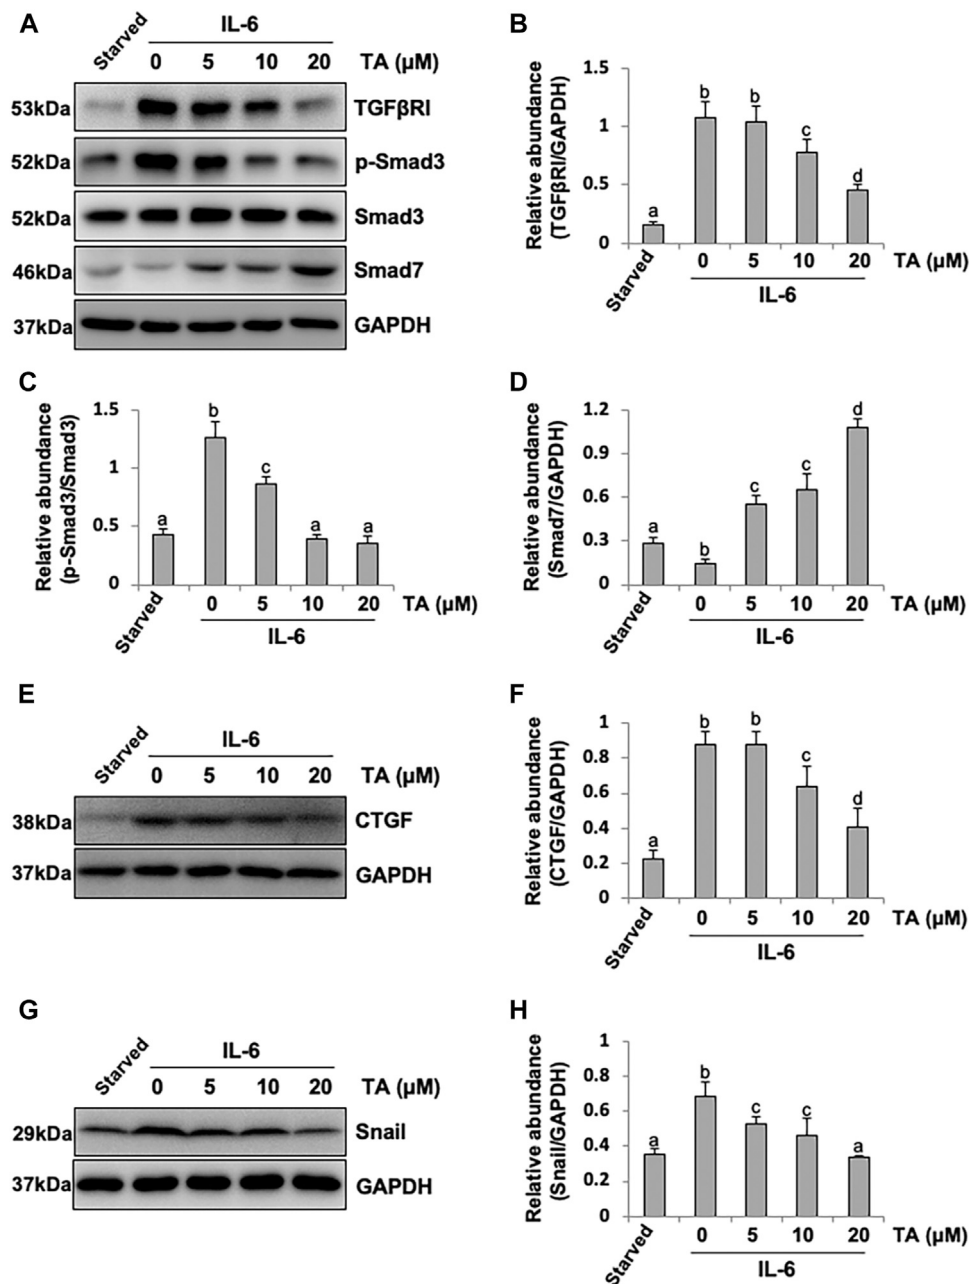 A
Starved
IL-6
0 5 10 20 TA (µM)
53kDa TGFβRI
52kDa p-Smad3
52kDa Smad3
46kDa Smad7
37kDa GAPDH
B
Relative abundance
(TGFβRI/GAPDH)
1.5
1
0.5
0
a b b c d
Starved 0 5 10 20 TA (µM)
IL-6
C
Relative abundance
(p-Smad3/Smad3)
1.5
1
0.5
0
a b c a a
Starved 0 5 10 20 TA (µM)
IL-6
D
Relative abundance
(Smad7/GAPDH)
1.2
0.9
0.6
0.3
0
a b c c d
Starved 0 5 10 20 TA (µM)
IL-6
E
Starved
IL-6
0 5 10 20 TA (µM)
38kDa CTGF
37kDa GAPDH
F
Relative abundance
(CTGF/GAPDH)
1
0.8
0.6
0.4
0.2
0
a b b c d
Starved 0 5 10 20 TA (µM)
IL-6
G
Starved
IL-6
0 5 10 20 TA (µM)
29kDa Snail
37kDa GAPDH
H
Relative abundance
(Snail/GAPDH)
1
0.8
0.6
0.4
0.2
0
a b c c a
Starved 0 5 10 20 TA (µM)
IL-6